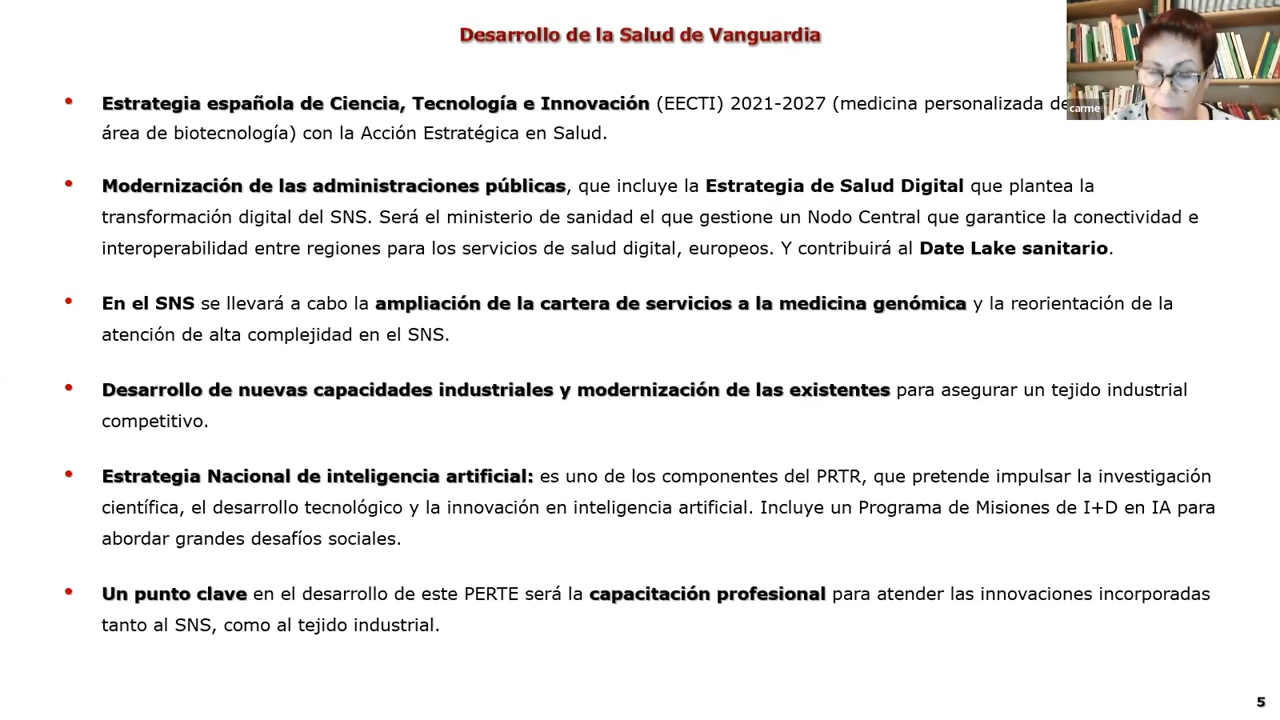 Desarrollo de la Salud de Vanguardia
carme
• Estrategia española de Ciencia, Tecnología e Innovación (EECTI) 2021-2027 (medicina personalizada de
área de biotecnología) con la Acción Estratégica en Salud.
• Modernización de las administraciones públicas, que incluye la Estrategia de Salud Digital que plantea la
transformación digital del SNS. Será el ministerio de sanidad el que gestione un Nodo Central que garantice la conectividad e
interoperabilidad entre regiones para los servicios de salud digital, europeos. Y contribuirá al Date Lake sanitario.
• En el SNS se llevará a cabo la ampliación de la cartera de servicios a la medicina genómica y la reorientación de la
atención de alta complejidad en el SNS.
• Desarrollo de nuevas capacidades industriales y modernización de las existentes para asegurar un tejido industrial
competitivo.
• Estrategia Nacional de inteligencia artificial: es uno de los componentes del PRTR, que pretende impulsar la investigación
científica, el desarrollo tecnológico y la innovación en inteligencia artificial. Incluye un Programa de Misiones de I+D en IA para
abordar grandes desafíos sociales.
• Un punto clave en el desarrollo de este PERTE será la capacitación profesional para atender las innovaciones incorporadas
tanto al SNS, como al tejido industrial.
5